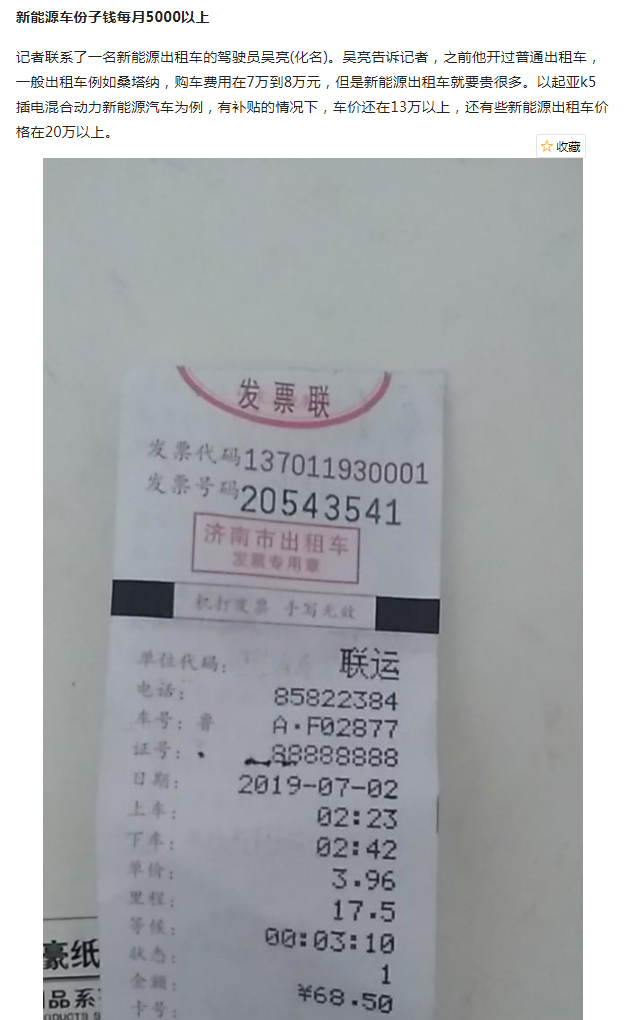 新能源车份子钱每月5000以上
记者联系了一名新能源出租车的驾驶员吴亮(化名)。吴亮告诉记者，之前他开过普通出租车，
一般出租车例如桑塔纳，购车费用在7万到8万元，但是新能源出租车就要贵很多。以起亚k5
插电混合动力新能源汽车为例，有补贴的情况下，车价还在13万以上，还有些新能源出租车价
格在20万以上。
收藏
发票联
发票代码137011930001
发票号码20543541
济南市出租车
发票专用章
机打发票 手写无效
单位代码: 联运
电话: 85822384
车号: 鲁 A·F02877
证号: 88888888
日期: 2019-07-02
上车: 02:23
下车: 02:42
单价: 3.96
里程: 17.5
等候: 00:03:10
状态: 1
金额: ¥68.50
卡号:
豪纸
品系